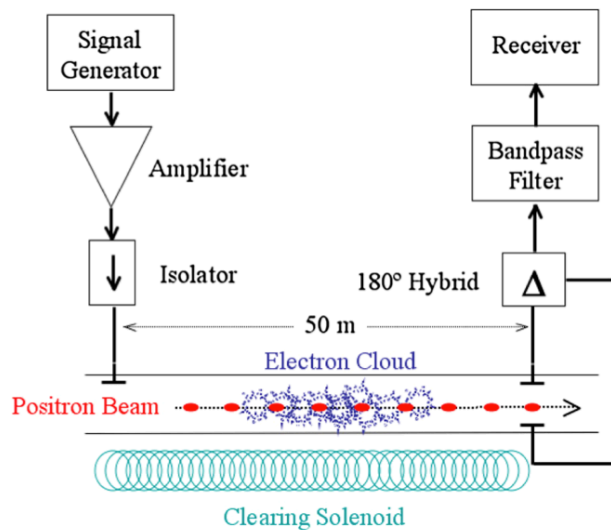 Signal
Generator
Receiver
Amplifier
Bandpass
Filter
Isolator
180° Hybrid
Δ
50 m
Electron Cloud
Positron Beam
Clearing Solenoid